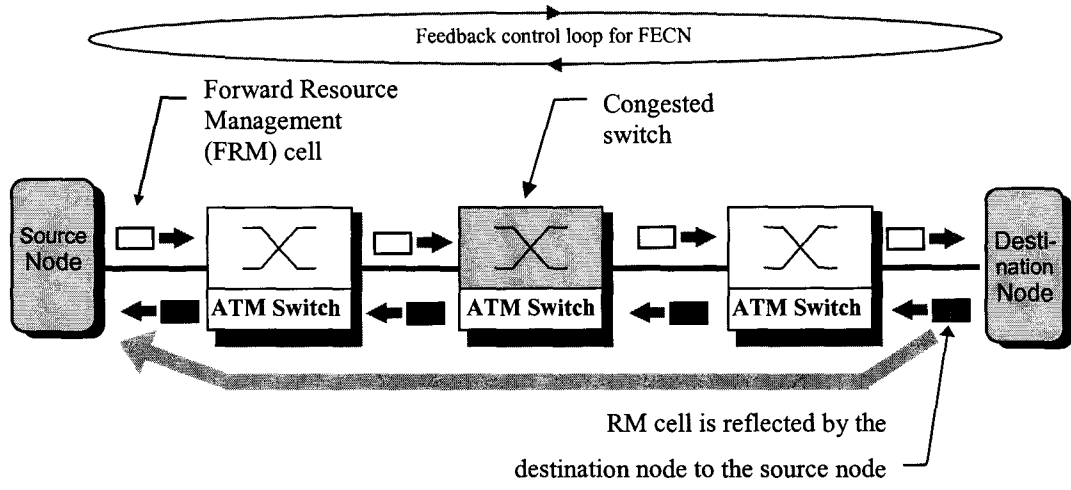 Feedback control loop for FECN
Forward Resource
Management
(FRM) cell
Congested
switch
Source
Node
ATM Switch
ATM Switch
ATM Switch
Desti-
nation
Node
RM cell is reflected by the
destination node to the source node